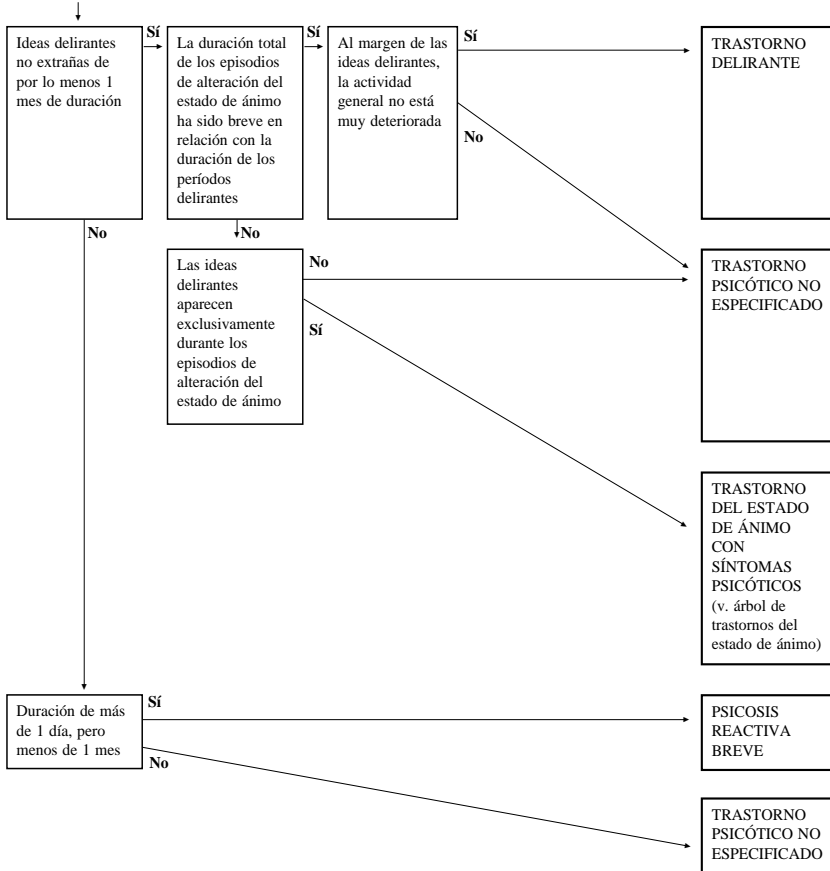 Ideas delirantes
no extrañas de
por lo menos 1
mes de duración
Sí
La duración total
de los episodios
de alteración del
estado de ánimo
ha sido breve en
relación con la
duración de los
períodos
delirantes
Sí
Al margen de las
ideas delirantes,
la actividad
general no está
muy deteriorada
Sí
No
TRASTORNO
DELIRANTE
No
No
Las ideas
delirantes
aparecen
exclusivamente
durante los
episodios de
alteración del
estado de ánimo
No
Sí
TRASTORNO
PSICÓTICO NO
ESPECIFICADO
TRASTORNO
DEL ESTADO
DE ÁNIMO
CON
SÍNTOMAS
PSICÓTICOS
(v. árbol de
trastornos del
estado de ánimo)
Duración de más
de 1 día, pero
menos de 1 mes
Sí
No
PSICOSIS
REACTIVA
BREVE
TRASTORNO
PSICÓTICO NO
ESPECIFICADO